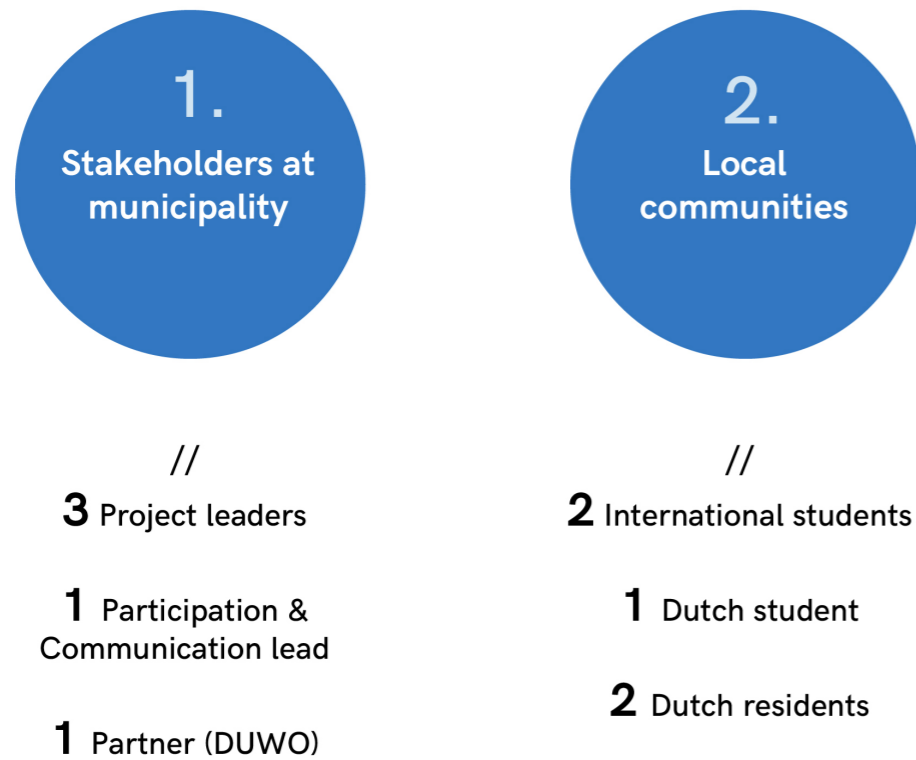 1.
Stakeholders at
municipality
//
3 Project leaders
1 Participation &
Communication lead
1 Partner (DUWO)
2.
Local
communities
//
2 International students
1 Dutch student
2 Dutch residents